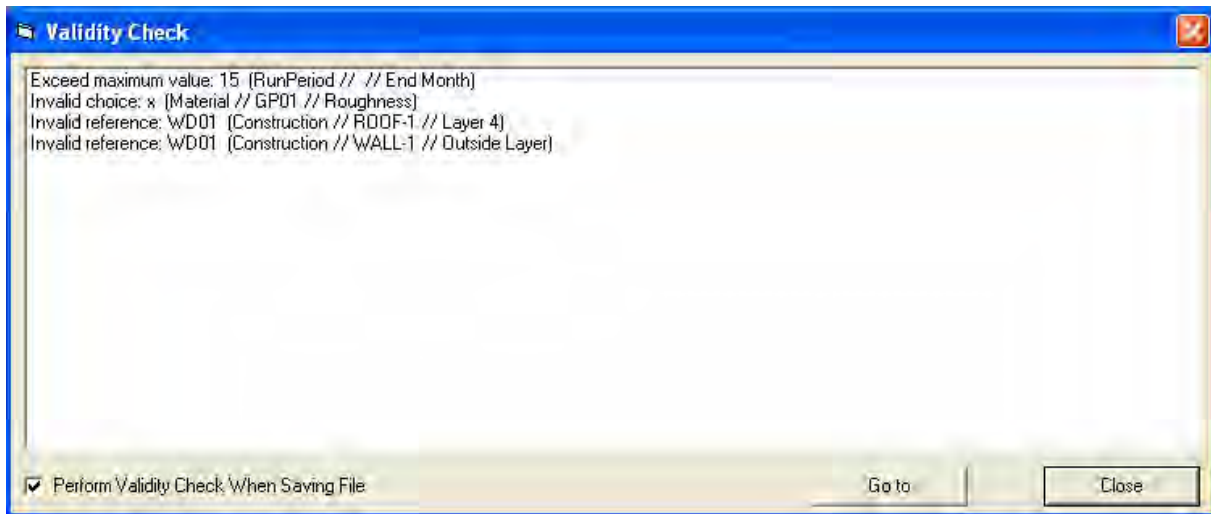 Validity Check
Exceed maximum value: 15 (RunPeriod // // End Month)
Invalid choice: x (Material // GP01 // Roughness)
Invalid reference: WD01 (Construction // ROOF-1 // Layer 4)
Invalid reference: WD01 (Construction // WALL-1 // Outside Layer)
Perform Validity Check When Saving File
Go to
Close